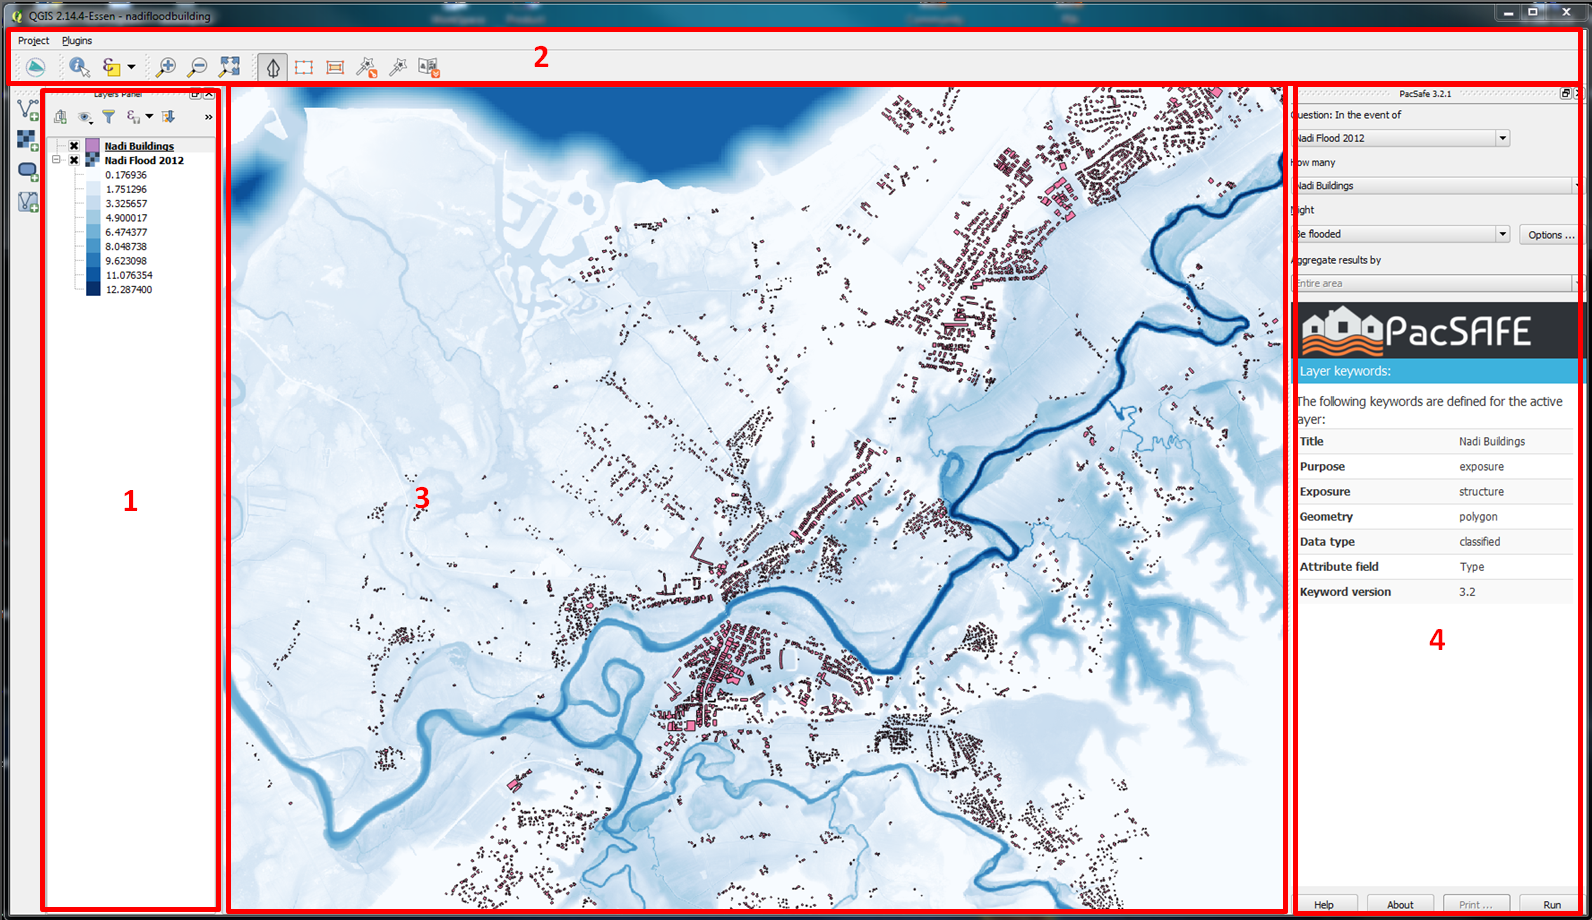 QGIS 2.14.4-Essen - nadifloodbuilding
Project Plugins
2
Layers Panel
Nadi Buildings
Nadi Flood 2012
0.176936
1.751296
3.325657
4.900017
6.474377
8.048738
9.623098
11.076354
12.287400
1
3
PacSafe 3.2.1
Question: In the event of
Nadi Flood 2012
How many
Nadi Buildings
Might
Be flooded
Options ...
Aggregate results by
Entire area
PacSAFE
Layer keywords:
The following keywords are defined for the active
layer:
Title Nadi Buildings
Purpose exposure
Exposure structure
Geometry polygon
Data type classified
Attribute field Type
Keyword version 3.2
4
Help About Print ... Run